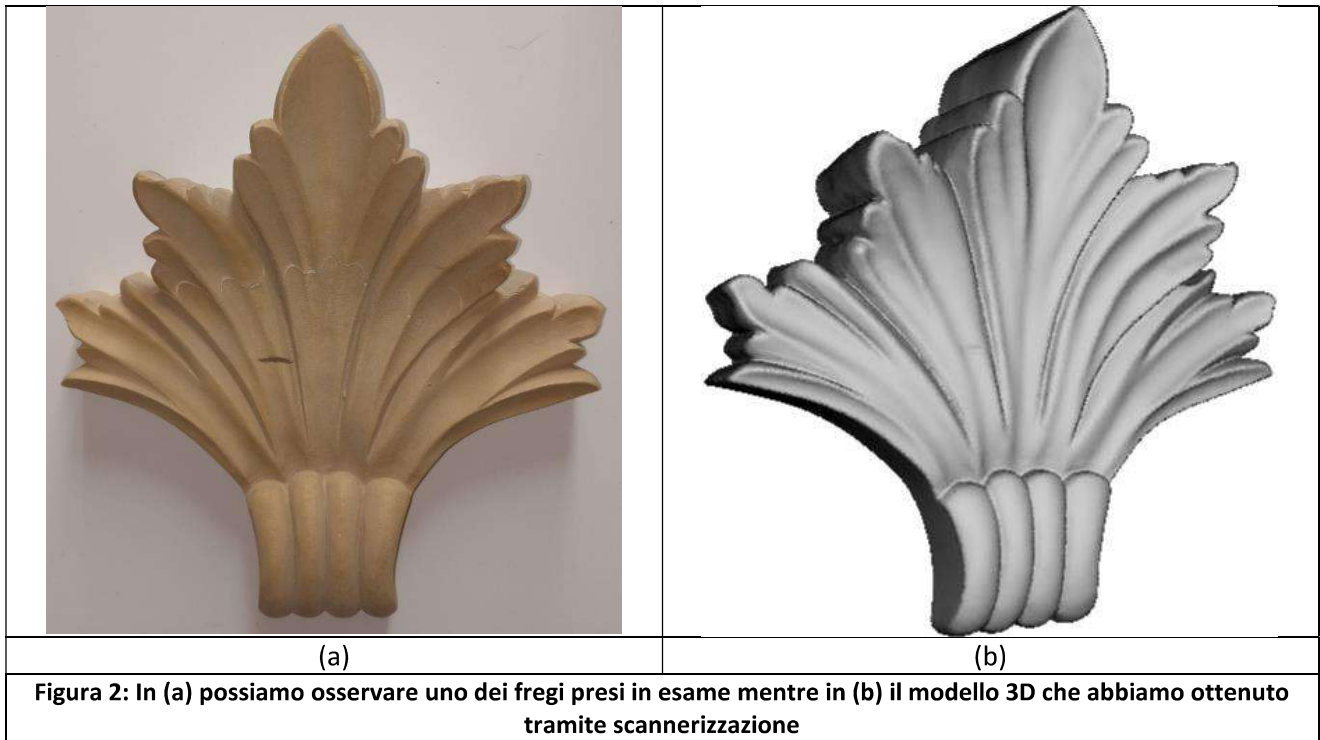 (a)
(b)
Figura 2: In (a) possiamo osservare uno dei fregi presi in esame mentre in (b) il modello 3D che abbiamo ottenuto
tramite scannerizzazione